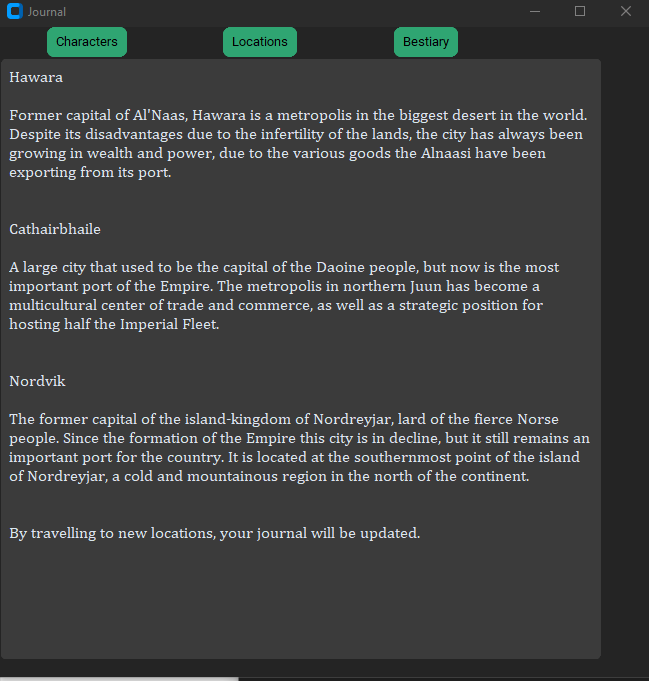 Journal
Characters Locations Bestiary
Hawara
Former capital of Al'Naas, Hawara is a metropolis in the biggest desert in the world.
Despite its disadvantages due to the infertility of the lands, the city has always been
growing in wealth and power, due to the various goods the Alnaasi have been
exporting from its port.
Cathairbhaile
A large city that used to be the capital of the Daoine people, but now is the most
important port of the Empire. The metropolis in northern Juun has become a
multicultural center of trade and commerce, as well as a strategic position for
hosting half the Imperial Fleet.
Nordvik
The former capital of the island-kingdom of Nordreyjar, lard of the fierce Norse
people. Since the formation of the Empire this city is in decline, but it still remains an
important port for the country. It is located at the southernmost point of the island
of Nordreyjar, a cold and mountainous region in the north of the continent.
By travelling to new locations, your journal will be updated.